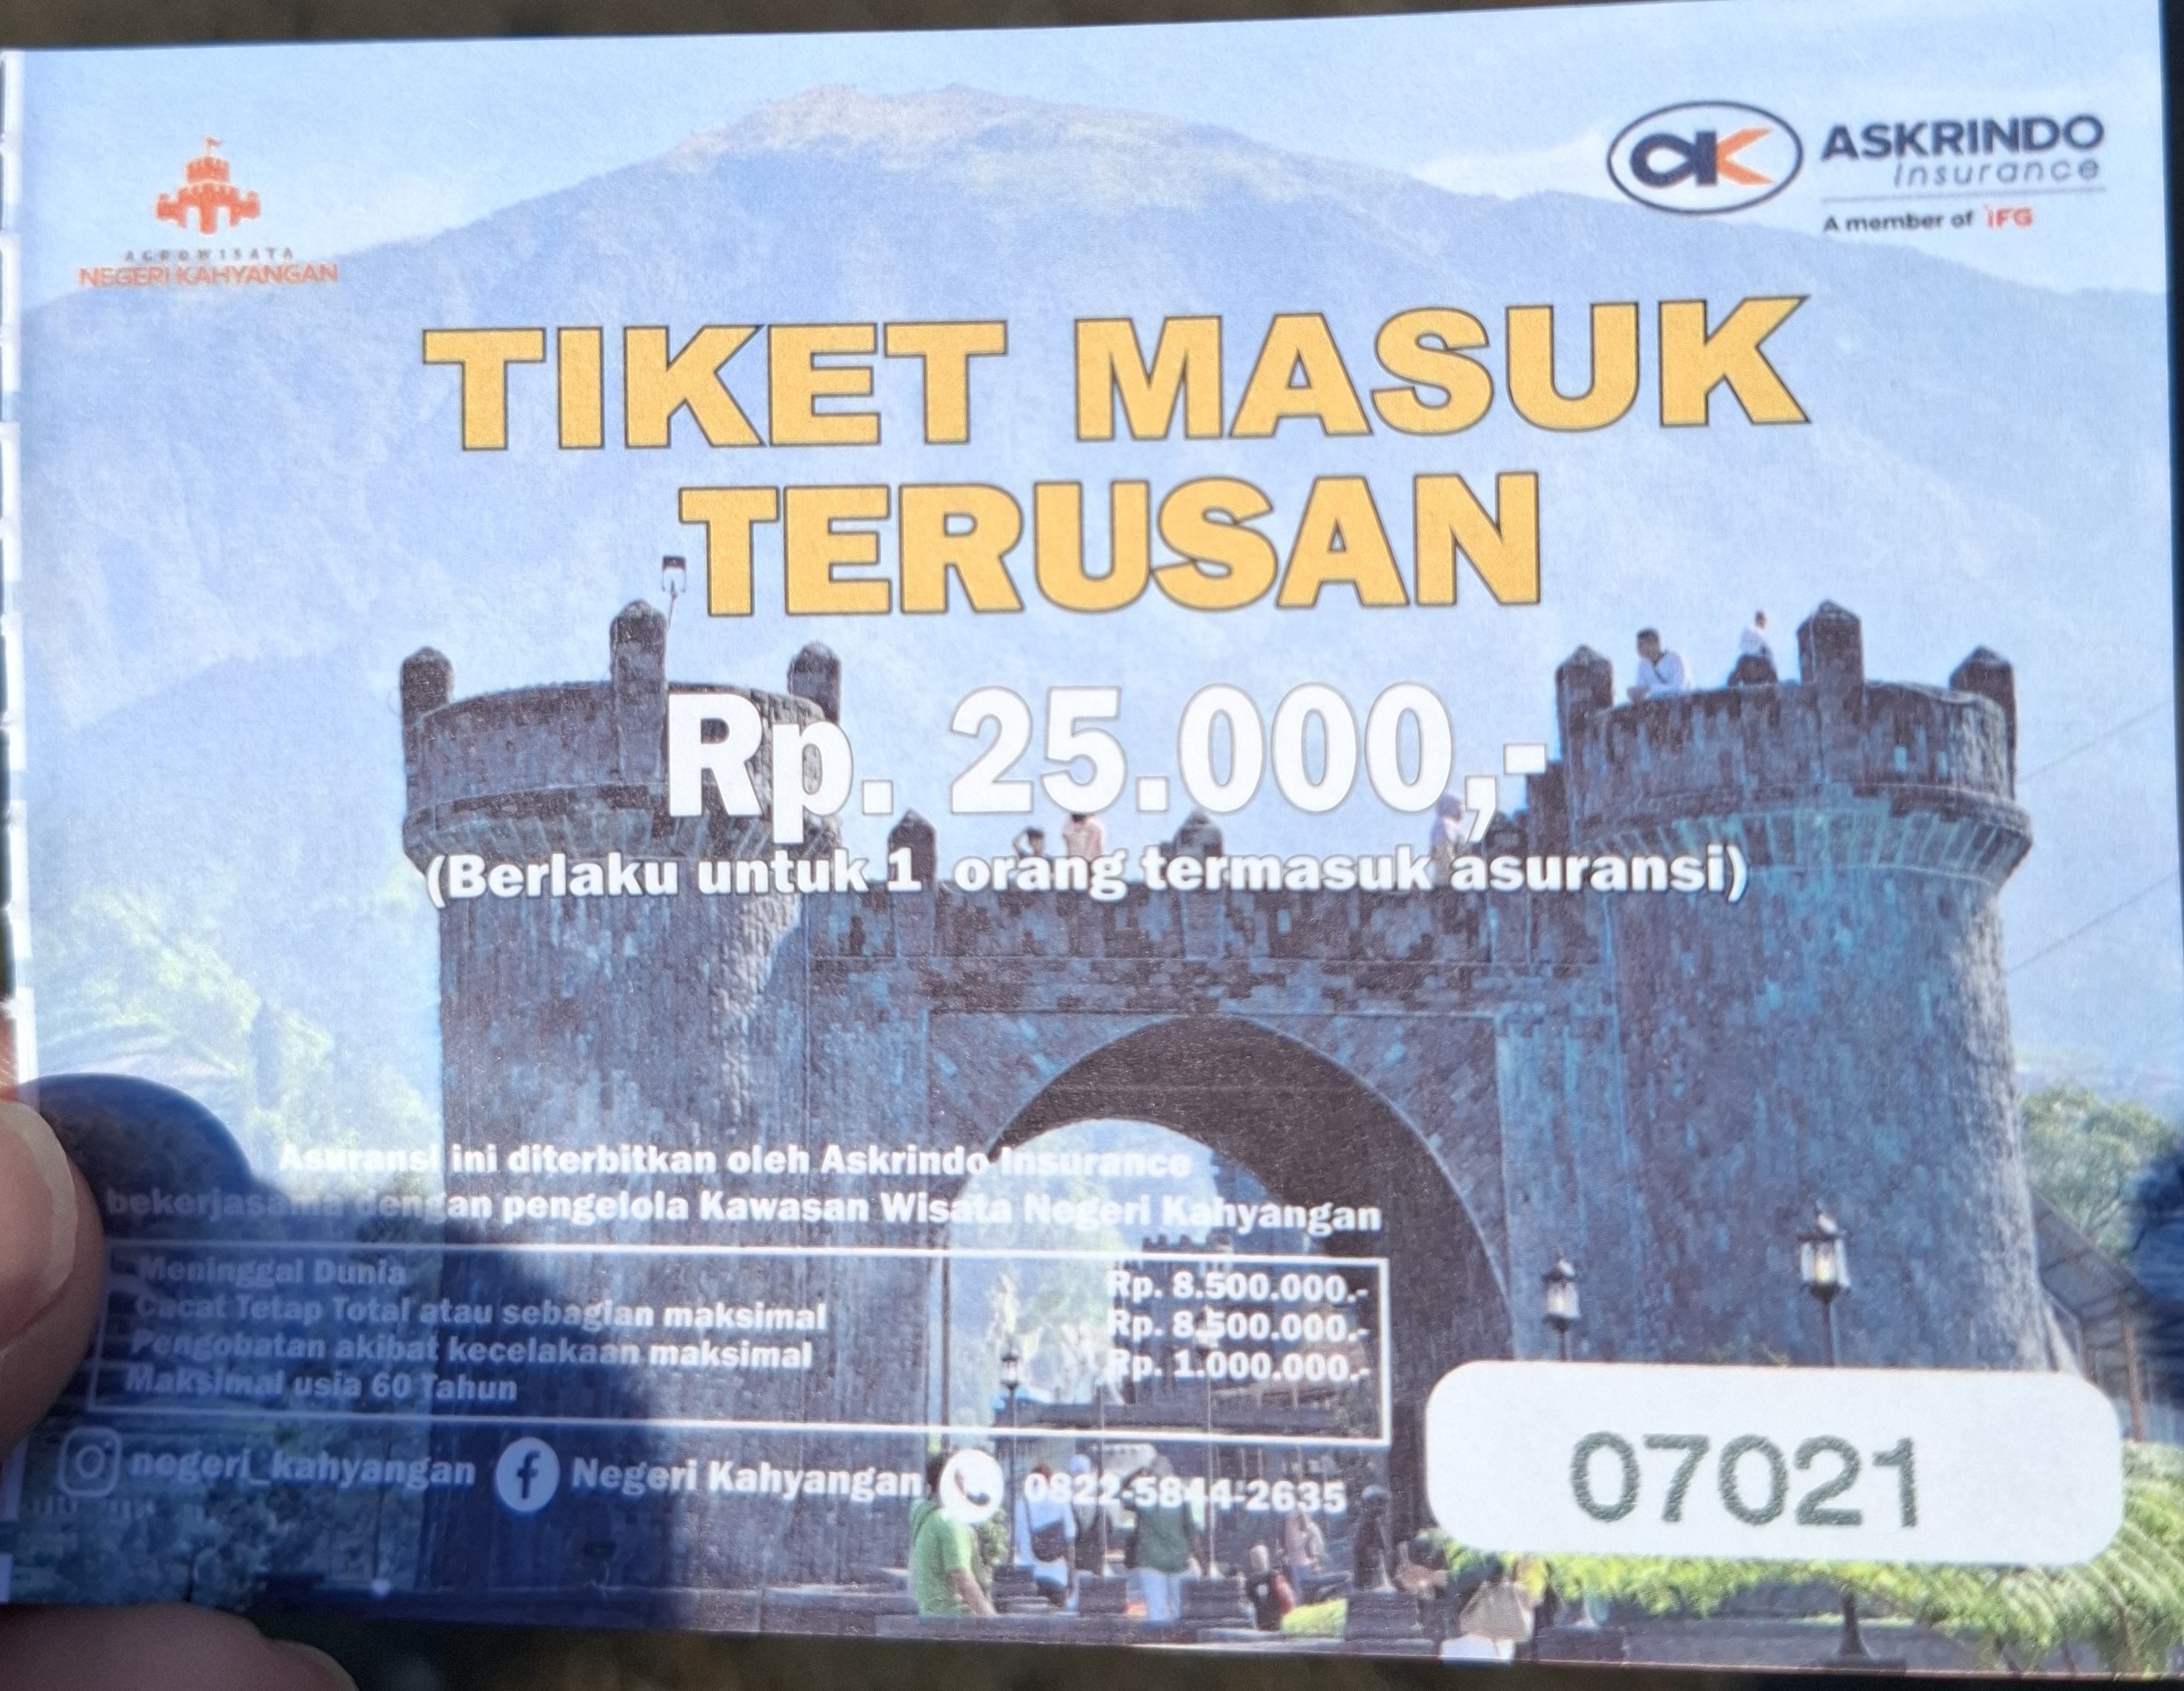 AGROWISATA
NEGERI KAHYANGAN
AK
ASKRINDO
Insurance
A member of IFG
TIKET MASUK
TERUSAN
Rp. 25.000,-
(Berlaku untuk 1 orang termasuk asuransi)
Asuransi ini diterbitkan oleh Askrindo Insurance
bekerjasama dengan pengelola Kawasan Wisata Negeri Kahyangan
Meninggal Dunia Rp. 8.500.000.-
Cacat Tetap Total atau sebagian maksimal Rp. 8.500.000.-
Pengobatan akibat kecelakaan maksimal Rp. 1.000.000.-
Maksimal usia 60 Tahun
negeri_kahyangan Negeri Kahyangan 0822-5844-2635
07021